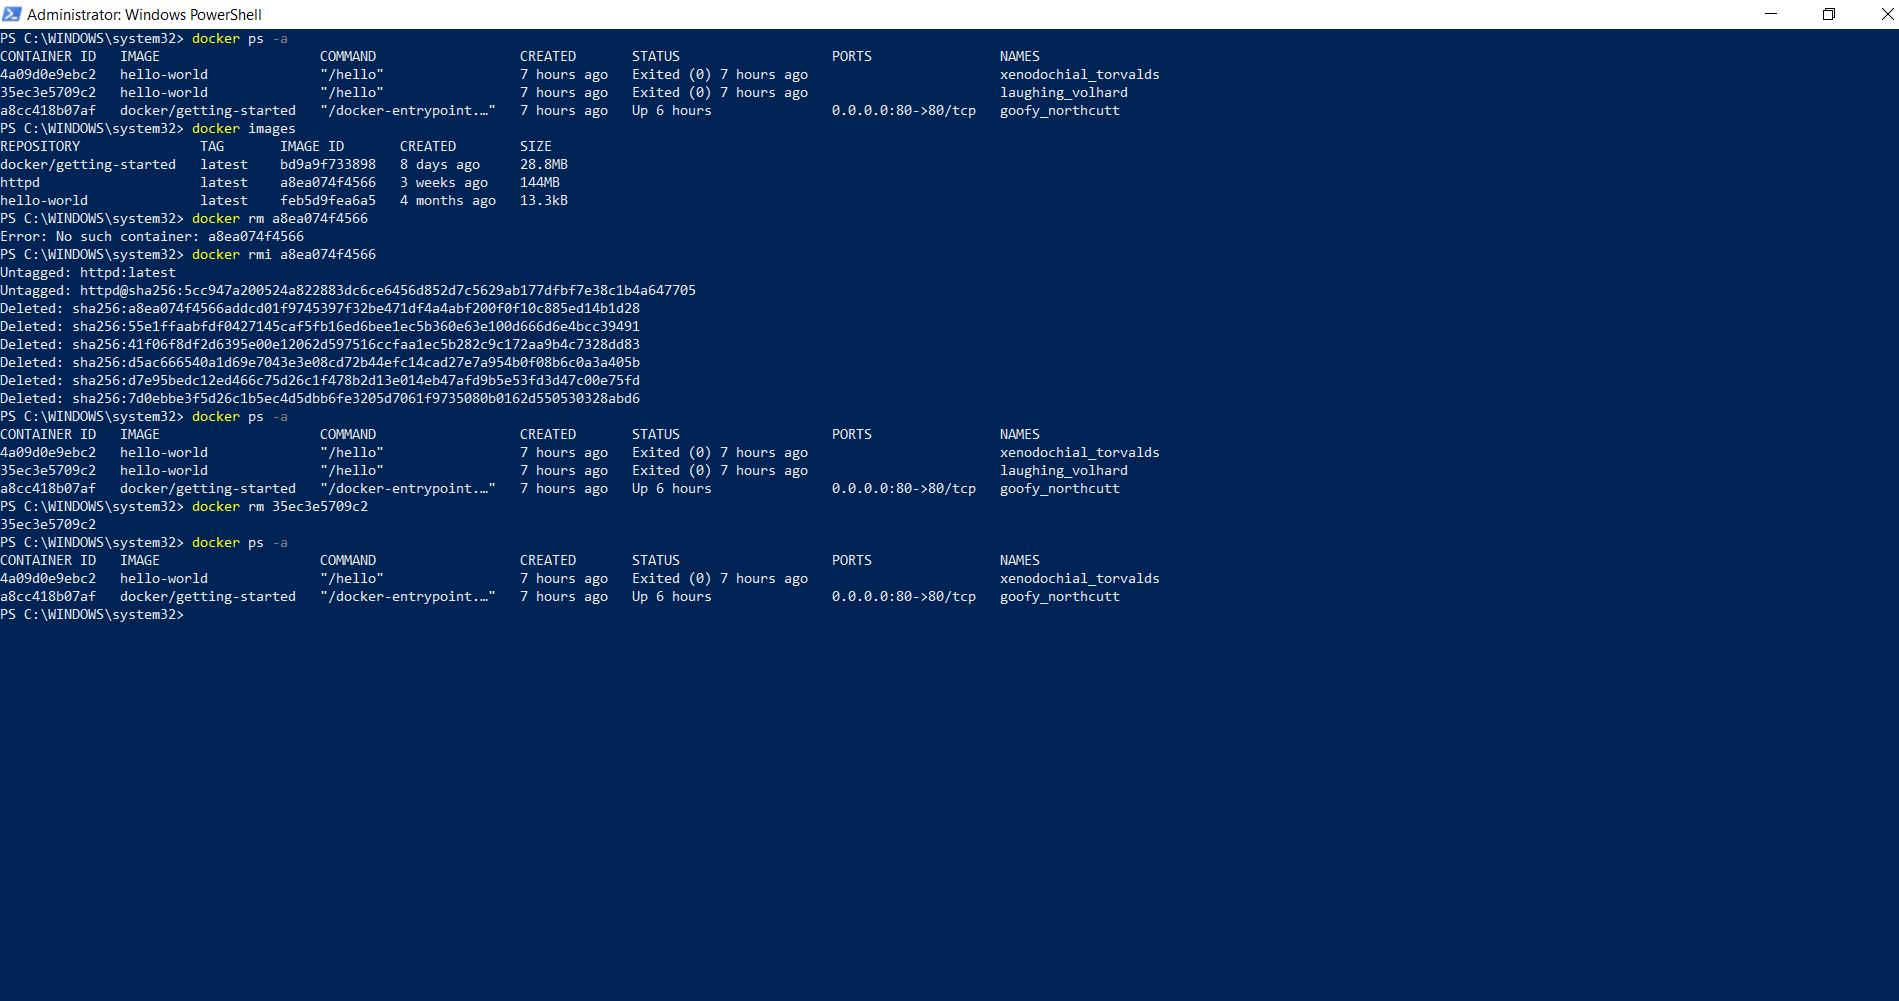 Administrator: Windows PowerShell
PS C:\WINDOWS\system32> docker ps -a
CONTAINER ID   IMAGE                    COMMAND                  CREATED       STATUS                   PORTS                NAMES
4a09d0e9ebc2   hello-world              "/hello"                 7 hours ago   Exited (0) 7 hours ago                        xenodochial_torvalds
35ec3e5709c2   hello-world              "/hello"                 7 hours ago   Exited (0) 7 hours ago                        laughing_volhard
a8cc418b07af   docker/getting-started   "/docker-entrypoint.…"   7 hours ago   Up 6 hours               0.0.0.0:80->80/tcp   goofy_northcutt
PS C:\WINDOWS\system32> docker images
REPOSITORY               TAG       IMAGE ID       CREATED        SIZE
docker/getting-started   latest    bd9a9f733898   8 days ago     28.8MB
httpd                    latest    a8ea074f4566   3 weeks ago    144MB
hello-world              latest    feb5d9fea6a5   4 months ago   13.3kB
PS C:\WINDOWS\system32> docker rm a8ea074f4566
Error: No such container: a8ea074f4566
PS C:\WINDOWS\system32> docker rmi a8ea074f4566
Untagged: httpd:latest
Untagged: httpd@sha256:5cc947a200524a822883dc6ce6456d852d7c5629ab177dfbf7e38c1b4a647705
Deleted: sha256:a8ea074f4566addcd01f9745397f32be471df4a4abf200f0f10c885ed14b1d28
Deleted: sha256:55e1ffaabfdf0427145caf5fb16ed6bee1ec5b360e63e100d666d6e4bcc39491
Deleted: sha256:41f06f8df2d6395e00e12062d597516ccfaa1ec5b282c9c172aa9b4c7328dd83
Deleted: sha256:d5ac666540a1d69e7043e3e08cd72b44efc14cad27e7a954b0f08b6c0a3a405b
Deleted: sha256:d7e95bedc12ed466c75d26c1f478b2d13e014eb47afd9b5e53fd3d47c00e75fd
Deleted: sha256:7d0ebbe3f5d26c1b5ec4d5dbb6fe3205d7061f9735080b0162d550530328abd6
PS C:\WINDOWS\system32> docker ps -a
CONTAINER ID   IMAGE                    COMMAND                  CREATED       STATUS                   PORTS                NAMES
4a09d0e9ebc2   hello-world              "/hello"                 7 hours ago   Exited (0) 7 hours ago                        xenodochial_torvalds
35ec3e5709c2   hello-world              "/hello"                 7 hours ago   Exited (0) 7 hours ago                        laughing_volhard
a8cc418b07af   docker/getting-started   "/docker-entrypoint.…"   7 hours ago   Up 6 hours               0.0.0.0:80->80/tcp   goofy_northcutt
PS C:\WINDOWS\system32> docker rm 35ec3e5709c2
35ec3e5709c2
PS C:\WINDOWS\system32> docker ps -a
CONTAINER ID   IMAGE                    COMMAND                  CREATED       STATUS                   PORTS                NAMES
4a09d0e9ebc2   hello-world              "/hello"                 7 hours ago   Exited (0) 7 hours ago                        xenodochial_torvalds
a8cc418b07af   docker/getting-started   "/docker-entrypoint.…"   7 hours ago   Up 6 hours               0.0.0.0:80->80/tcp   goofy_northcutt
PS C:\WINDOWS\system32>